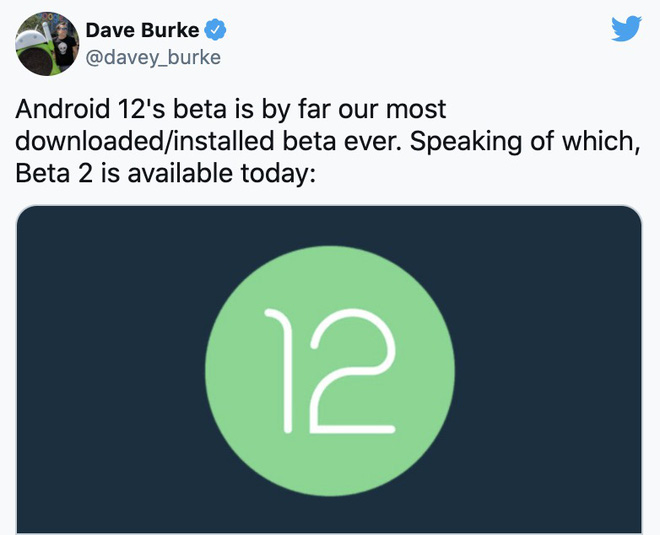 Dave Burke
@davey_burke
Android 12's beta is by far our most
downloaded/installed beta ever. Speaking of which,
Beta 2 is available today:
12